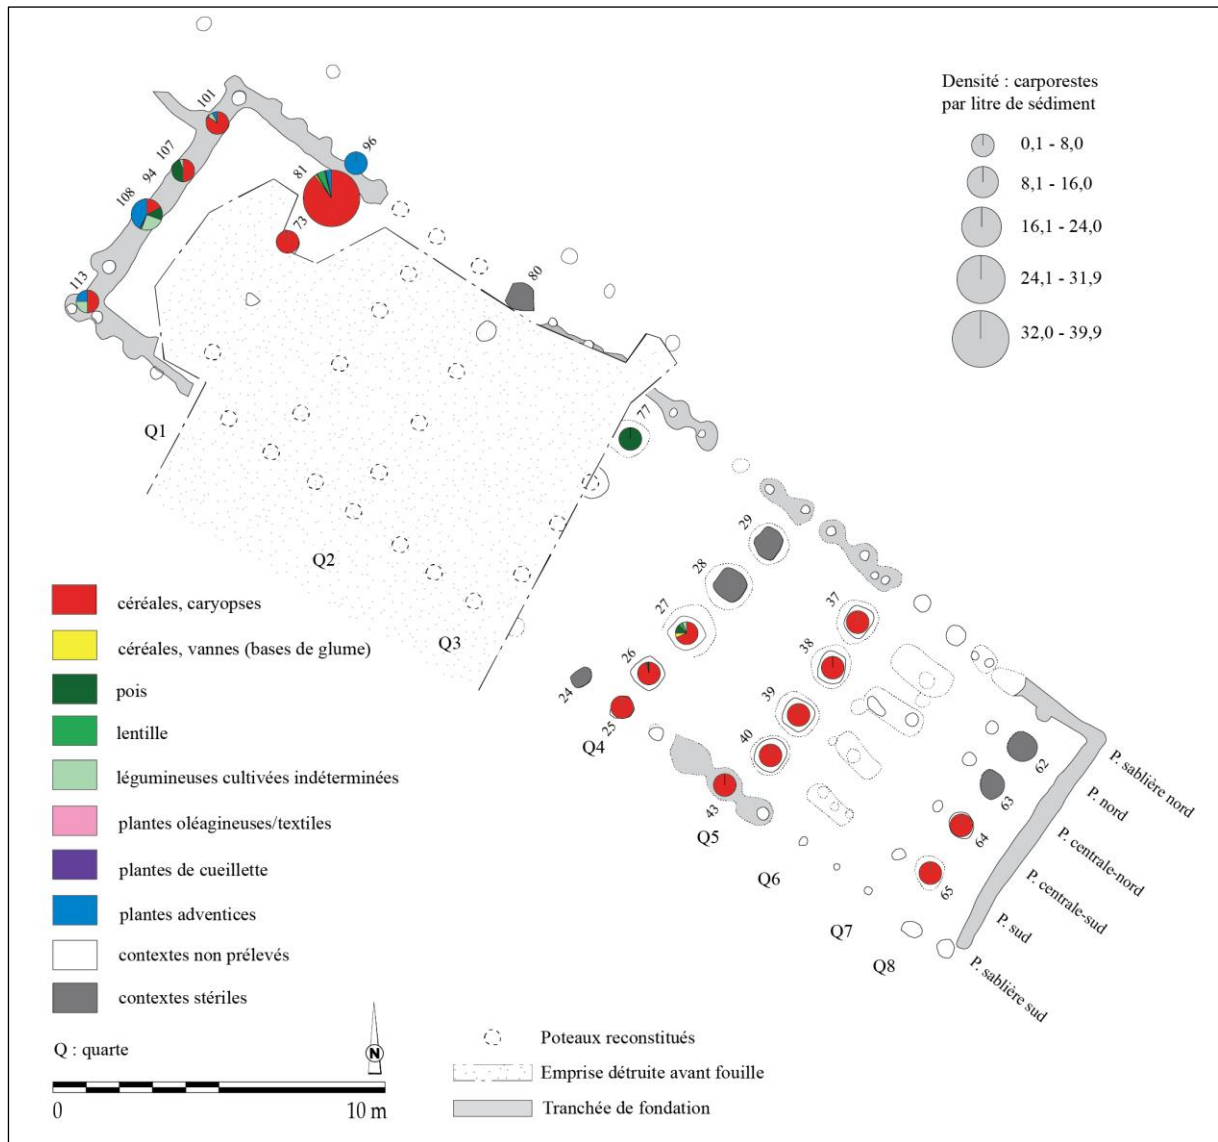 Densité : carporestes
par litre de sédiment
0,1 - 8,0
8,1 - 16,0
16,1 - 24,0
24,1 - 31,9
32,0 - 39,9
101
107
94
108
113
96
81
73
80
77
29
28
27
26
24
25
37
38
39
40
43
62
63
64
65
Q1
Q2
Q3
Q4
Q5
Q6
Q7
Q8
P. sablière nord
P. nord
P. centrale-nord
P. centrale-sud
P. sud
P. sablière sud
céréales, caryopses
céréales, vannes (bases de glume)
pois
lentille
légumineuses cultivées indéterminées
plantes oléagineuses/textiles
plantes de cueillette
plantes adventices
contextes non prélevés
contextes stériles
Q : quarte
N
0 10 m
Poteaux reconstitués
Emprise détruite avant fouille
Tranchée de fondation